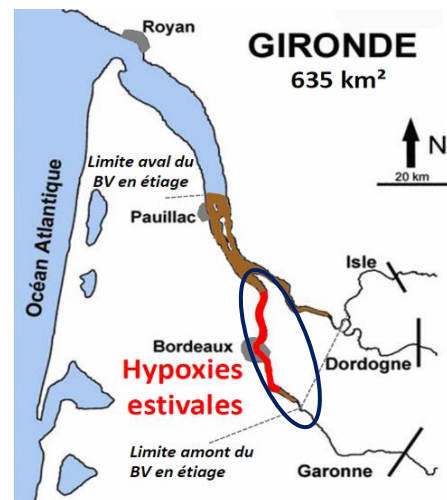 Royan
GIRONDE
635 km²
N
20 km
Océan Atlantique
Limite aval du
BV en étiage
Pauillac
Isle
Bordeaux
Dordogne
Hypoxies
estivales
Limite amont du
BV en étiage
Garonne